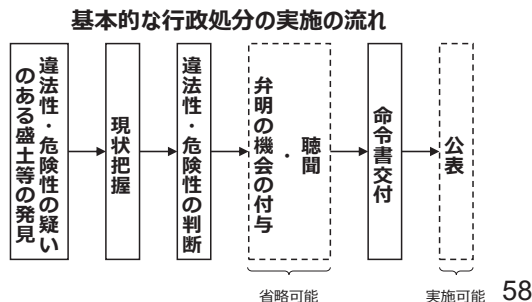 基本的な行政処分の実施の流れ
違法性・危険性の疑い
のある盛土等の発見
現状把握
違法性・危険性の判断
弁明の機会の付与
・
聴聞
命令書交付
公表
省略可能
実施可能
58